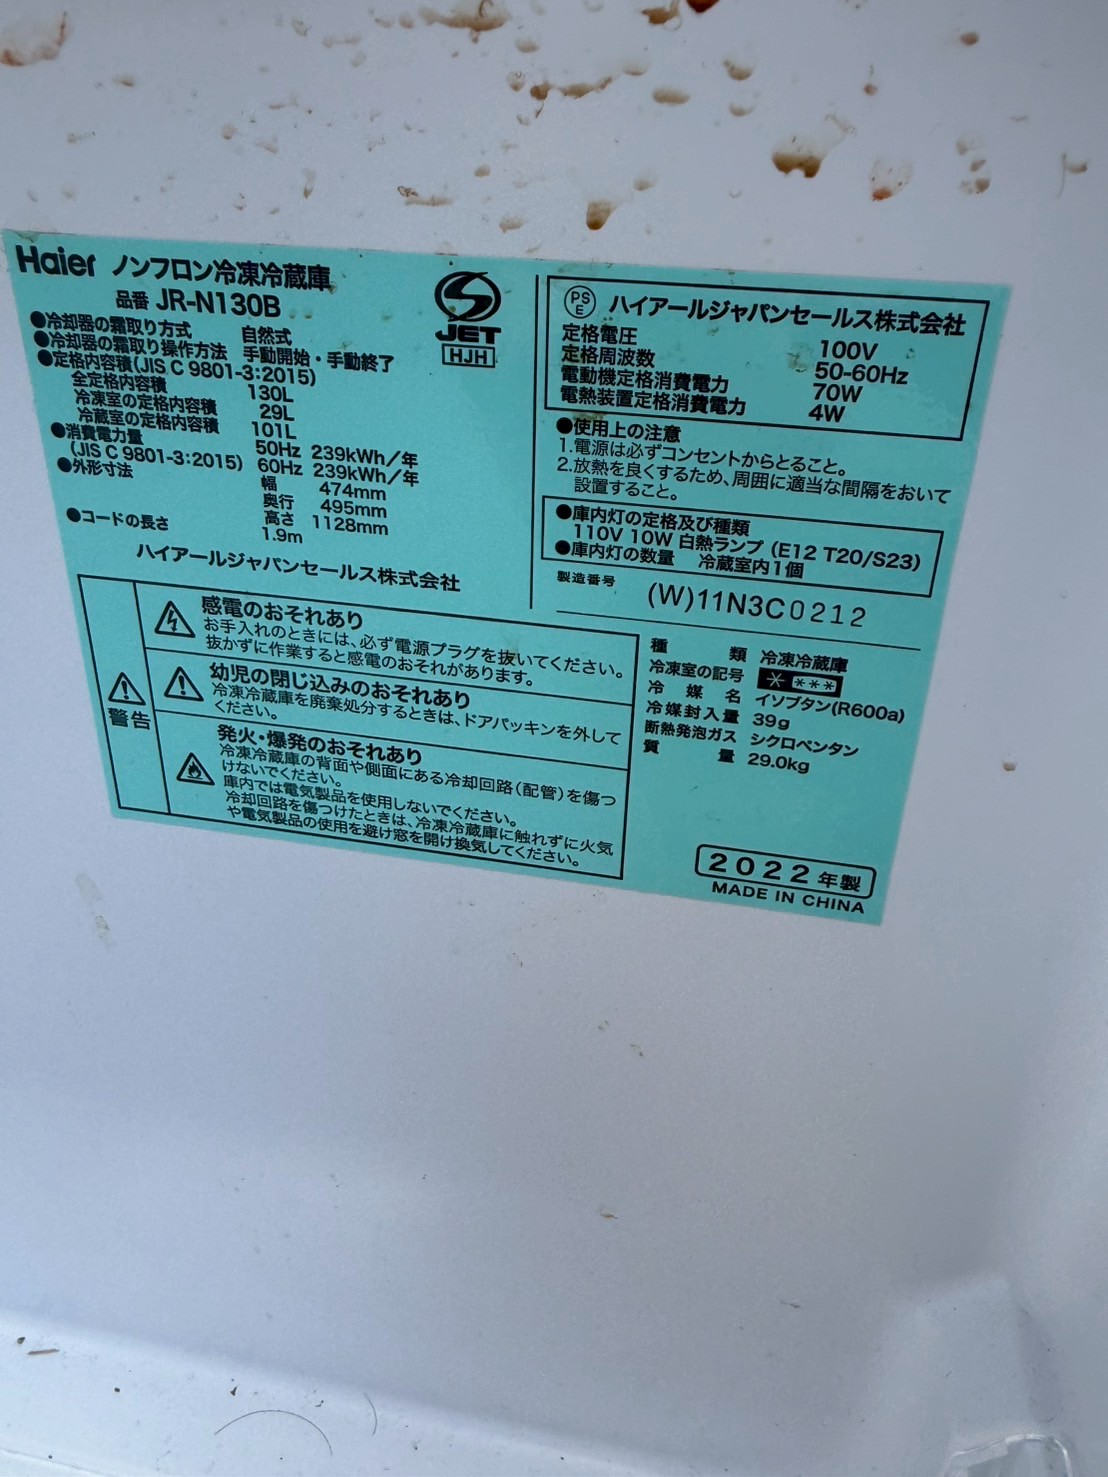 Haier ノンフロン冷凍冷蔵庫
品番 JR-N130B
●冷却器の霜取り方式 自然式
●冷却器の霜取り操作方法 手動開始・手動終了
●定格内容積(JIS C 9801-3:2015)
全定格内容積 130L
冷凍室の定格内容積 29L
冷蔵室の定格内容積 101L
●消費電力量 50Hz 239kWh/年
(JIS C 9801-3:2015) 60Hz 239kWh/年
●外形寸法 幅 474mm
奥行 495mm
高さ 1128mm
●コードの長さ 1.9m
ハイアールジャパンセールス株式会社
JET
HJH
PS
E
ハイアールジャパンセールス株式会社
定格電圧 100V
定格周波数 50-60Hz
電動機定格消費電力 70W
電熱装置定格消費電力 4W
●使用上の注意
1.電源は必ずコンセントからとること。
2.放熱を良くするため、周囲に適当な間隔をおいて
設置すること。
●庫内灯の定格及び種類
110V 10W 白熱ランプ (E12 T20/S23)
●庫内灯の数量 冷蔵室内1個
製造番号 (W)11N3C0212
警告
感電のおそれあり
お手入れのときには、必ず電源プラグを抜いてください。
抜かずに作業すると感電のおそれがあります。
幼児の閉じ込みのおそれあり
冷凍冷蔵庫を廃棄処分するときは、ドアパッキンを外して
ください。
発火・爆発のおそれあり
冷凍冷蔵庫の背面や側面にある冷却回路(配管)を傷つ
けないでください。
庫内では電気製品を使用しないでください。
冷却回路を傷つけたときは、冷凍冷蔵庫に触れずに火気
や電気製品の使用を避け窓を開け換気してください。
種類 冷凍冷蔵庫
冷凍室の記号 * ***
冷媒名 イソブタン(R600a)
冷媒封入量 39g
断熱発泡ガス シクロペンタン
質量 29.0kg
2022年製
MADE IN CHINA